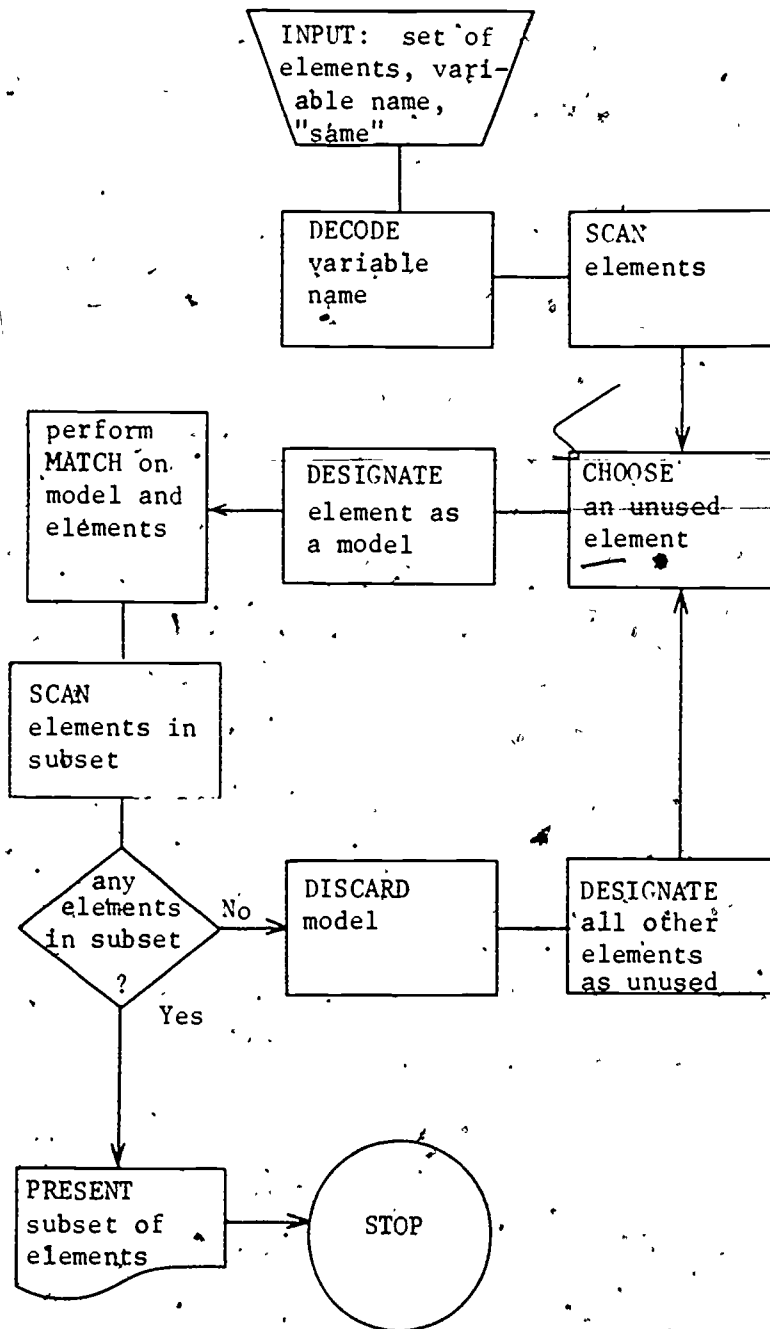 INPUT: set of
elements, vari-
able name,
"same"
DECODE
variable
name
SCAN
elements
CHOOSE
an unused
element
DESIGNATE
element as
a model
perform
MATCH on
model and
elements
SCAN
elements in
subset
any
elements
in subset
?
No
Yes
DISCARD
model
DESIGNATE
all other
elements
as unused
PRESENT
subset of
elements
STOP